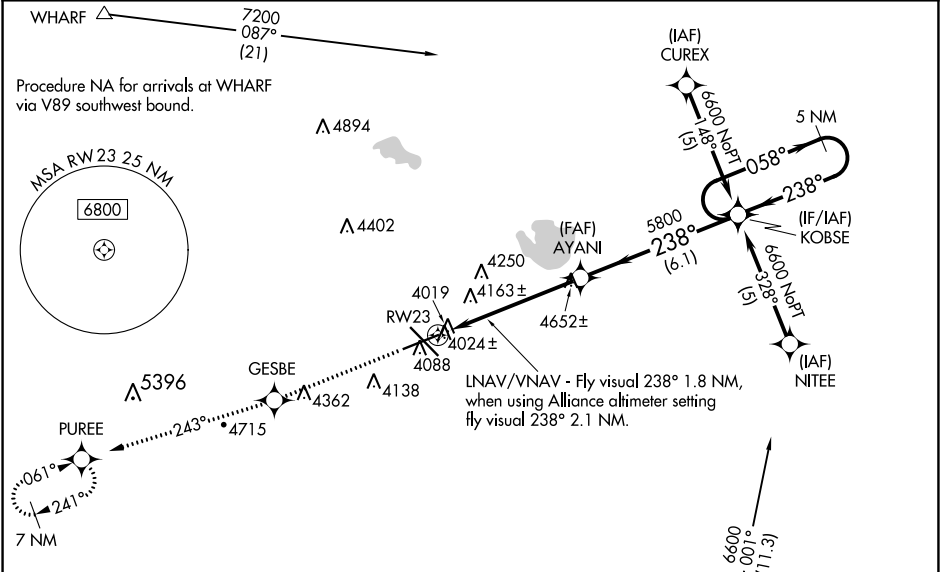 WHARF
7200
087°
(21)
Procedure NA for arrivals at WHARF
via V89 southwest bound.
MSA RW 23 25 NM
6800
4894
4402
(IAF)
CUREX
6600 NoPT
148°
(5)
5 NM
058°
238°
(IF/IAF)
KOBSE
5800
238°
(6.1)
(FAF)
AYANI
4250
4163±
4652±
4019
RW23
4024±
4088
6600 NoPT
328°
(5)
(IAF)
NITEE
LNAV/VNAV - Fly visual 238° 1.8 NM,
when using Alliance altimeter setting
fly visual 238° 2.1 NM.
GESBE
4362
4138
5396
243°
4715
PUREE
061°
241°
7 NM
6600
001°
11.3)